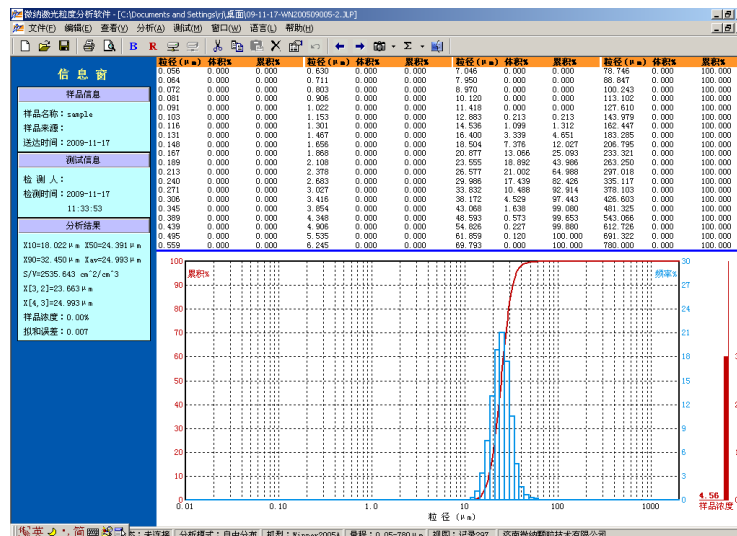 微纳激光粒度分析软件 - [C:\Documents and Settings\rj\桌面\09-11-17-WN200509005-2.JLP]
文件(F) 编辑(E) 查看(V) 分析(A) 测试(M) 窗口(W) 语言(L) 帮助(H)
B R Σ
信 息 窗
样品信息
样品名称：sample
样品来源：
送达时间：2009-11-17
测试信息
检 测 人：
检测时间：2009-11-17
11:33:53
分析结果
X10=18.022μm X50=24.391μm
X90=32.450μm Xav=24.993μm
S/V=2535.643 cm^2/cm^3
X[3,2]=23.663μm
X[4,3]=24.993μm
样品浓度：0.00%
拟和误差：0.007
粒径(μm) 体积% 累积% 粒径(μm) 体积% 累积% 粒径(μm) 体积% 累积% 粒径(μm) 体积% 累积%
0.056 0.000 0.000 0.630 0.000 0.000 7.046 0.000 0.000 78.746 0.000 100.000
0.064 0.000 0.000 0.711 0.000 0.000 7.950 0.000 0.000 88.847 0.000 100.000
0.072 0.000 0.000 0.803 0.000 0.000 8.970 0.000 0.000 100.243 0.000 100.000
0.081 0.000 0.000 0.906 0.000 0.000 10.120 0.000 0.000 113.102 0.000 100.000
0.091 0.000 0.000 1.022 0.000 0.000 11.418 0.000 0.000 127.610 0.000 100.000
0.103 0.000 0.000 1.153 0.000 0.000 12.883 0.213 0.213 143.979 0.000 100.000
0.116 0.000 0.000 1.301 0.000 0.000 14.536 1.099 1.312 162.447 0.000 100.000
0.131 0.000 0.000 1.467 0.000 0.000 16.400 3.339 4.651 183.285 0.000 100.000
0.148 0.000 0.000 1.656 0.000 0.000 18.504 7.376 12.027 206.795 0.000 100.000
0.167 0.000 0.000 1.868 0.000 0.000 20.877 13.066 25.093 233.321 0.000 100.000
0.189 0.000 0.000 2.108 0.000 0.000 23.555 18.892 43.986 263.250 0.000 100.000
0.213 0.000 0.000 2.378 0.000 0.000 26.577 21.002 64.988 297.018 0.000 100.000
0.240 0.000 0.000 2.683 0.000 0.000 29.986 17.439 82.426 335.117 0.000 100.000
0.271 0.000 0.000 3.027 0.000 0.000 33.832 10.488 92.914 378.103 0.000 100.000
0.306 0.000 0.000 3.416 0.000 0.000 38.172 4.529 97.443 426.603 0.000 100.000
0.345 0.000 0.000 3.854 0.000 0.000 43.068 1.638 99.080 481.325 0.000 100.000
0.389 0.000 0.000 4.348 0.000 0.000 48.593 0.573 99.653 543.066 0.000 100.000
0.439 0.000 0.000 4.906 0.000 0.000 54.826 0.227 99.880 612.726 0.000 100.000
0.495 0.000 0.000 5.535 0.000 0.000 61.859 0.120 100.000 691.322 0.000 100.000
0.559 0.000 0.000 6.245 0.000 0.000 69.793 0.000 100.000 780.000 0.000 100.000
100 累积% 频率% 30
90 27
80 24
70 21
60 18
50 15
40 12
30 9
20 6
10 3
0 0
0.01 0.10 1.0 10 100 1000
粒 径 (μm)
4.56
样品浓度
英 简
态：未连接 分析模式：自由分布 机型：Winner2005A 量程：0.05-780μm 视图：记录297 济南微纳颗粒技术有限公司